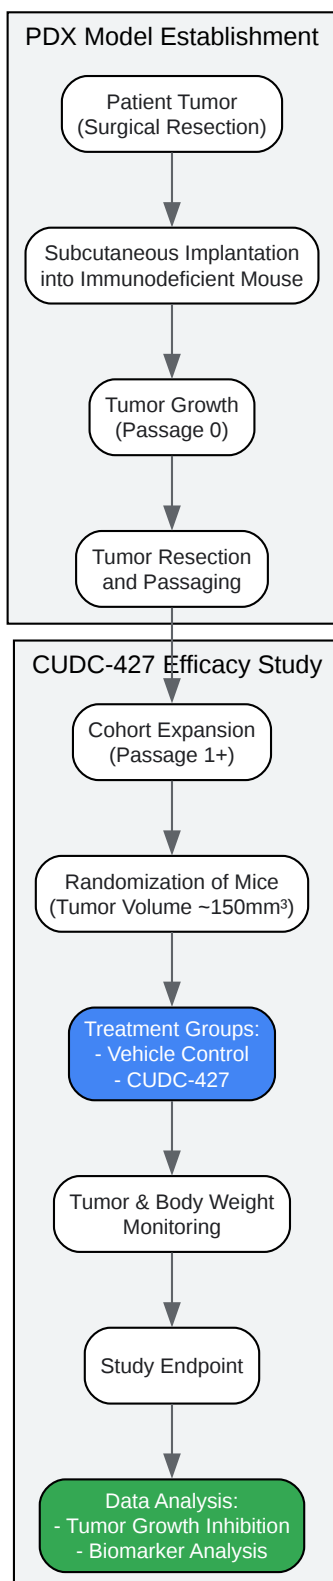 PDX Model Establishment
Patient Tumor
(Surgical Resection)
Subcutaneous Implantation
into Immunodeficient Mouse
Tumor Growth
(Passage 0)
Tumor Resection
and Passaging
CUDC-427 Efficacy Study
Cohort Expansion
(Passage 1+)
Randomization of Mice
(Tumor Volume ~150mm³)
Treatment Groups:
- Vehicle Control
- CUDC-427
Tumor & Body Weight
Monitoring
Study Endpoint
Data Analysis:
- Tumor Growth Inhibition
- Biomarker Analysis